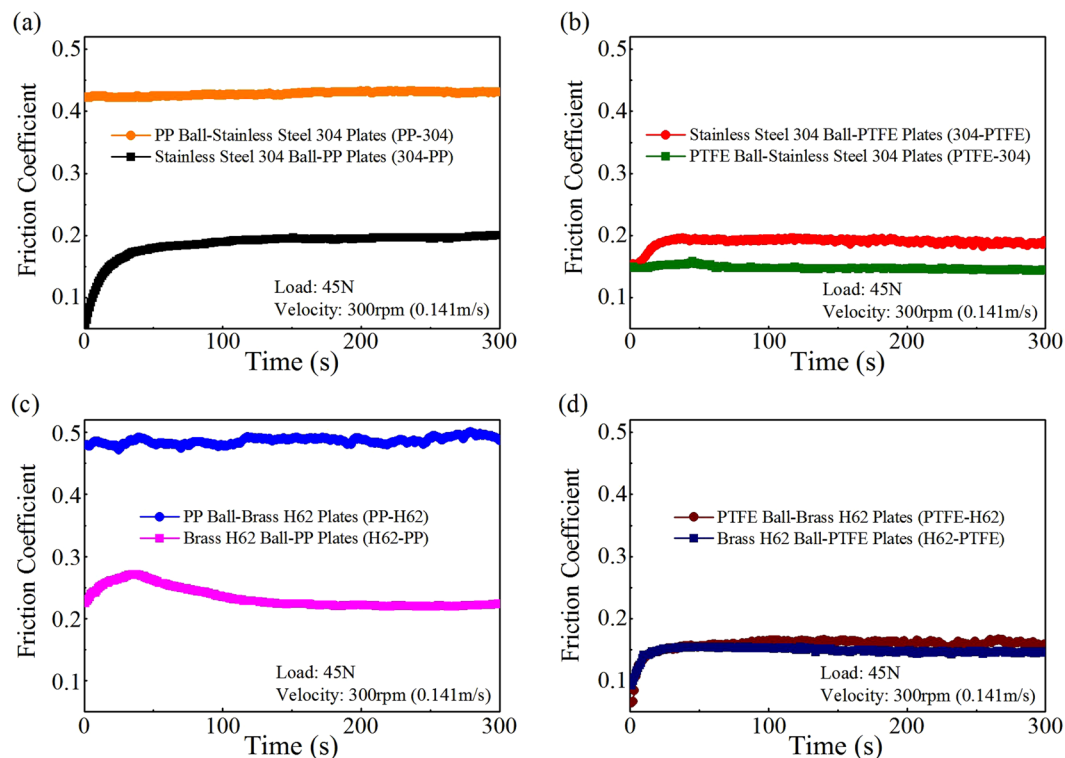 (a)
0.5
0.4
0.3
0.2
0.1
Friction Coefficient
PP Ball-Stainless Steel 304 Plates (PP-304)
Stainless Steel 304 Ball-PP Plates (304-PP)
Load: 45N
Velocity: 300rpm (0.141m/s)
0 100 200 300
Time (s)
(b)
0.5
0.4
0.3
0.2
0.1
Friction Coefficient
Stainless Steel 304 Ball-PTFE Plates (304-PTFE)
PTFE Ball-Stainless Steel 304 Plates (PTFE-304)
Load: 45N
Velocity: 300rpm (0.141m/s)
0 100 200 300
Time (s)
(c)
0.5
0.4
0.3
0.2
0.1
Friction Coefficient
PP Ball-Brass H62 Plates (PP-H62)
Brass H62 Ball-PP Plates (H62-PP)
Load: 45N
Velocity: 300rpm (0.141m/s)
0 100 200 300
Time (s)
(d)
0.5
0.4
0.3
0.2
0.1
Friction Coefficient
PTFE Ball-Brass H62 Plates (PTFE-H62)
Brass H62 Ball-PTFE Plates (H62-PTFE)
Load: 45N
Velocity: 300rpm (0.141m/s)
0 100 200 300
Time (s)